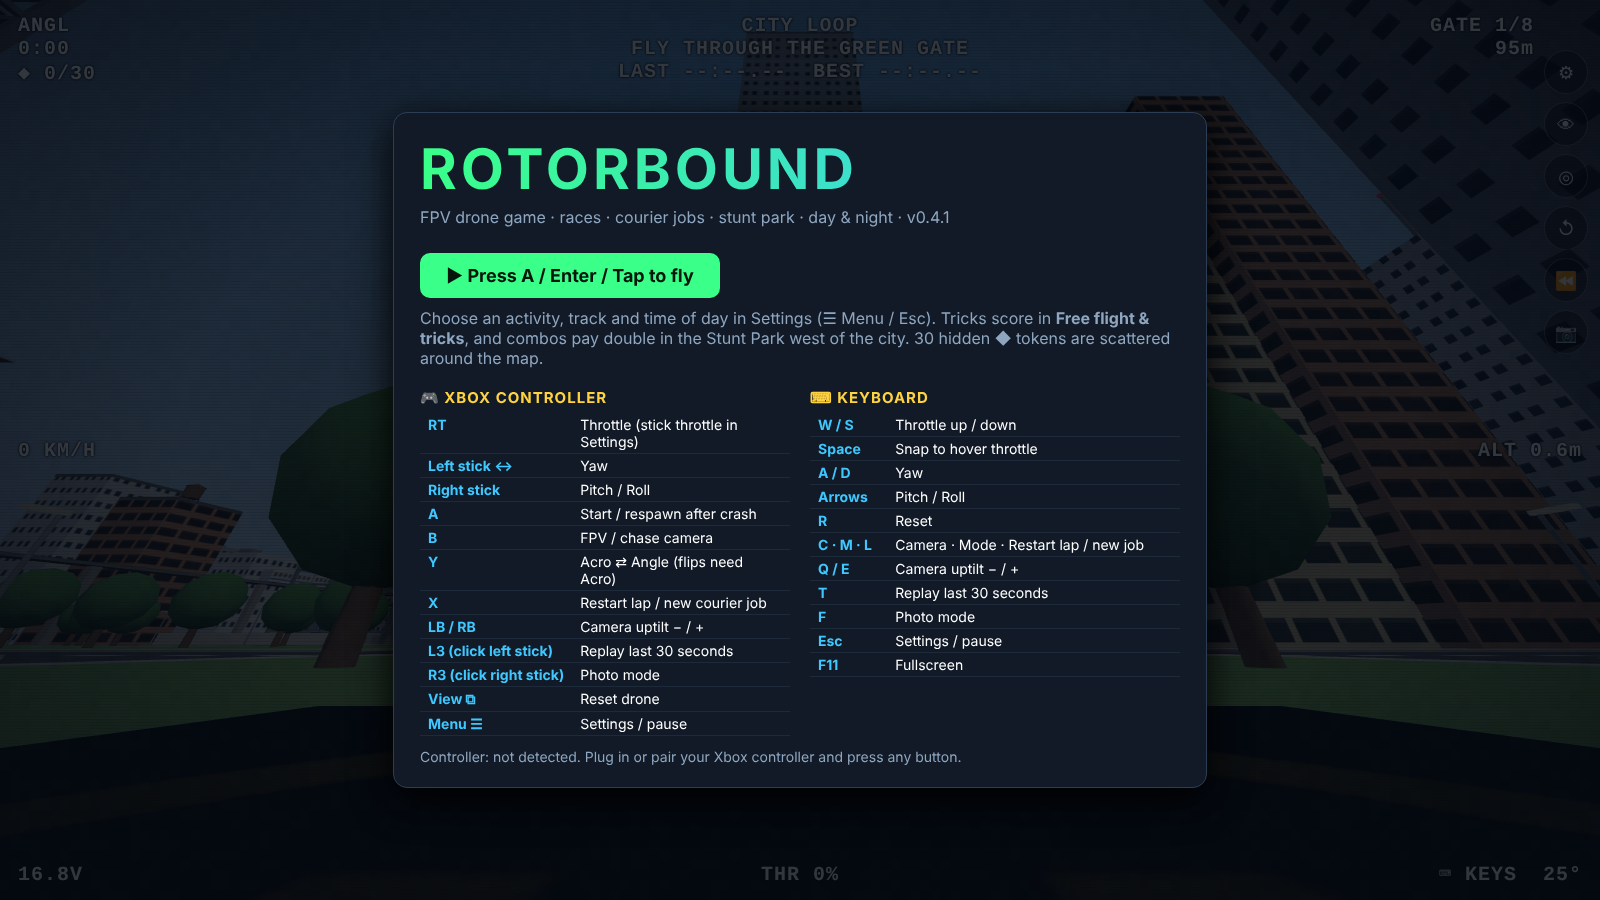 ANGL
0:00
◆ 0/30
CITY LOOP
FLY THROUGH THE GREEN GATE
LAST --:--.-- BEST --:--.--
GATE 1/8
95m
ROTORBOUND
FPV drone game · races · courier jobs · stunt park · day & night · v0.4.1
▶ Press A / Enter / Tap to fly
Choose an activity, track and time of day in Settings (☰ Menu / Esc). Tricks score in Free flight &
tricks, and combos pay double in the Stunt Park west of the city. 30 hidden ◆ tokens are scattered
around the map.
🎮 XBOX CONTROLLER
RT Throttle (stick throttle in
Settings)
Left stick ↔ Yaw
Right stick Pitch / Roll
A Start / respawn after crash
B FPV / chase camera
Y Acro ⇄ Angle (flips need
Acro)
X Restart lap / new courier job
LB / RB Camera uptilt − / +
L3 (click left stick) Replay last 30 seconds
R3 (click right stick) Photo mode
View ⧉ Reset drone
Menu ☰ Settings / pause
⌨ KEYBOARD
W / S Throttle up / down
Space Snap to hover throttle
A / D Yaw
Arrows Pitch / Roll
R Reset
C · M · L Camera · Mode · Restart lap / new job
Q / E Camera uptilt − / +
T Replay last 30 seconds
F Photo mode
Esc Settings / pause
F11 Fullscreen
Controller: not detected. Plug in or pair your Xbox controller and press any button.
0 KM/H
ALT 0.6m
16.8V
THR 0%
⌨ KEYS 25°